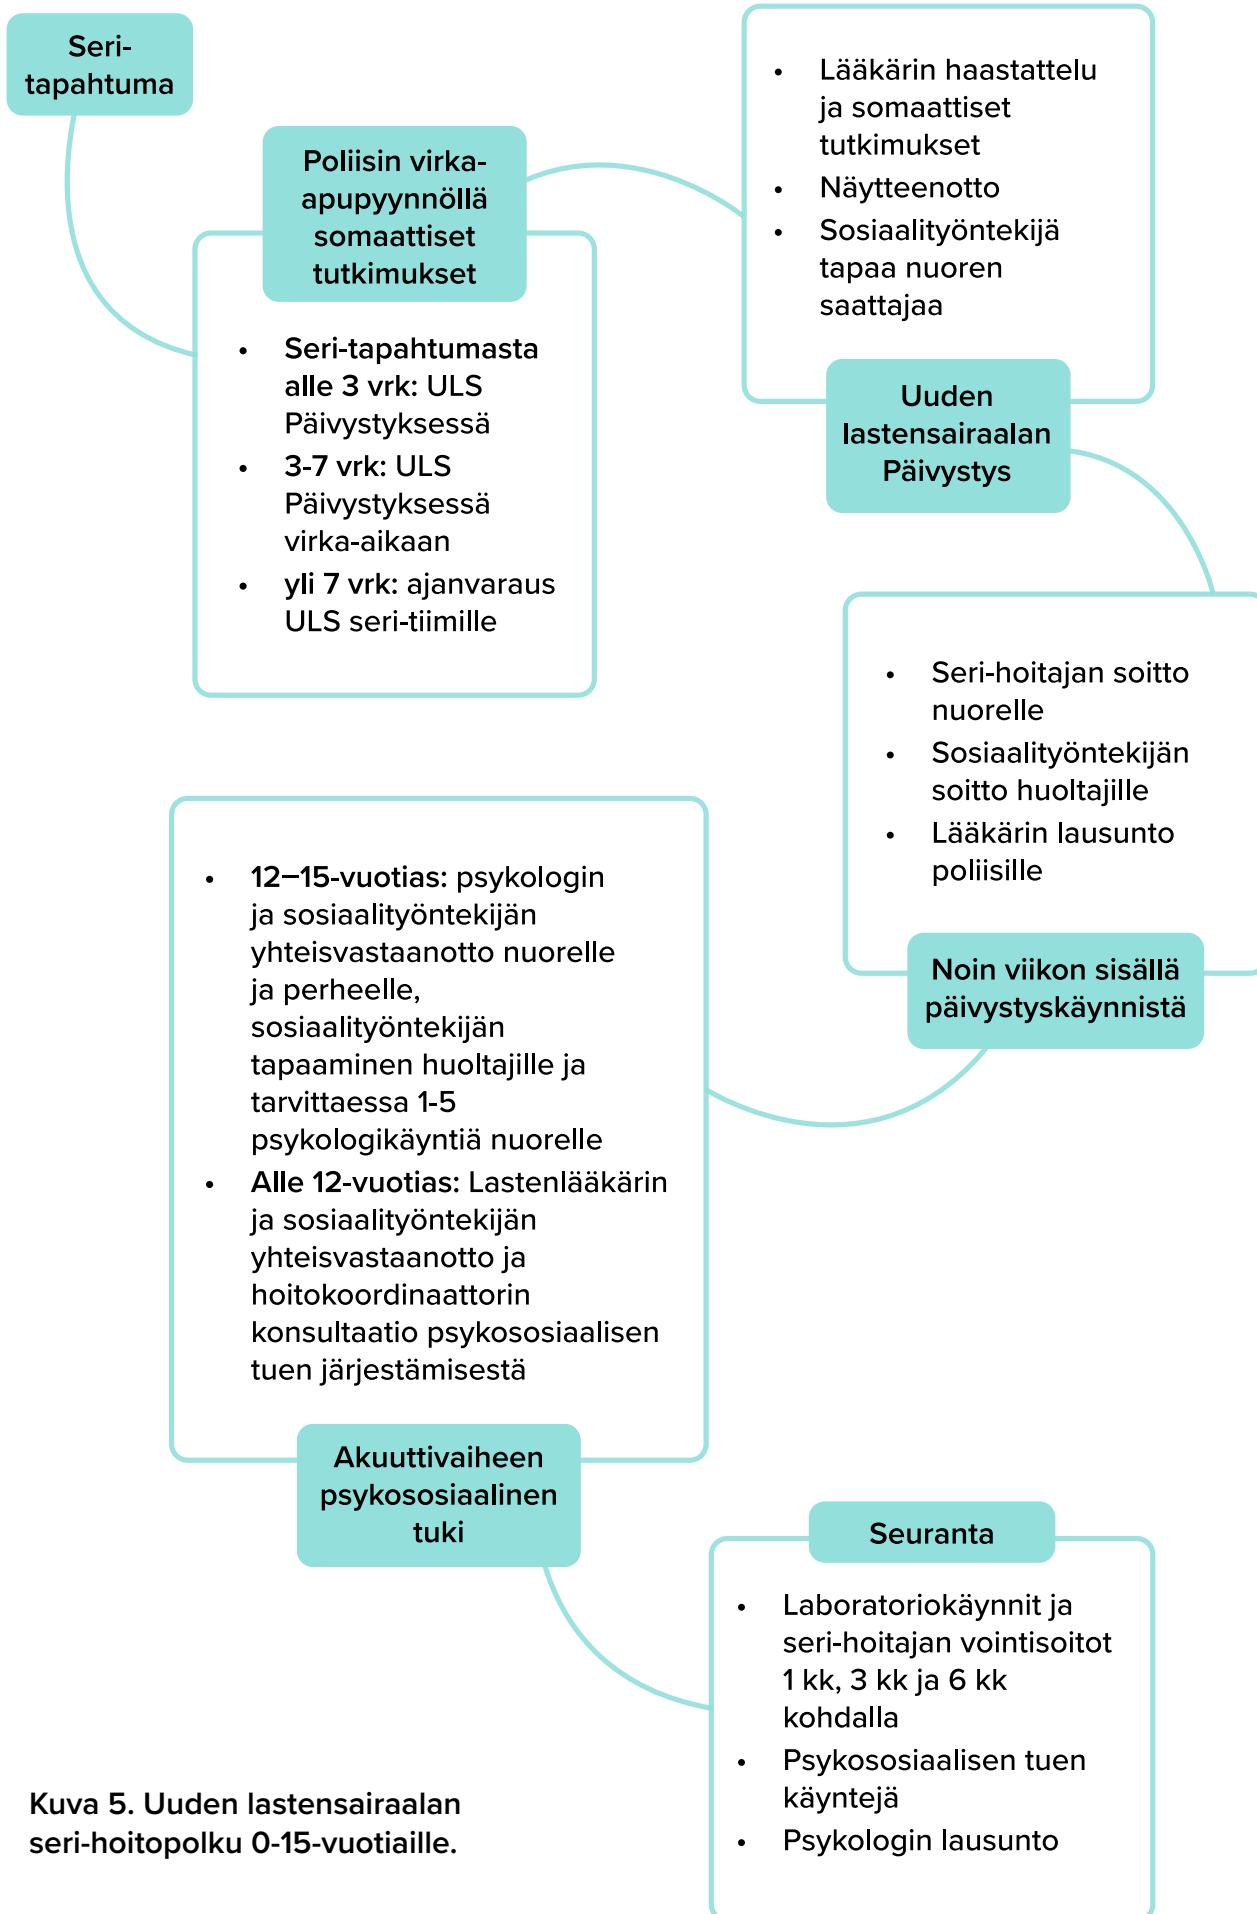 Seri-
tapahtuma
Poliisin virka-
apupyynnöllä
somaattiset
tutkimukset
• Seri-tapahtumasta
alle 3 vrk: ULS
Päivystyksessä
• 3-7 vrk: ULS
Päivystyksessä
virka-aikaan
• yli 7 vrk: ajanvaraus
ULS seri-tiimille
• Lääkärin haastattelu
ja somaattiset
tutkimukset
• Näytteenotto
• Sosiaalityöntekijä
tapaa nuoren
saattajaa
Uuden
lastensairaalan
Päivystys
• Seri-hoitajan soitto
nuorelle
• Sosiaalityöntekijän
soitto huoltajille
• Lääkärin lausunto
poliisille
Noin viikon sisällä
päivystyskäynnistä
• 12–15-vuotias: psykologin
ja sosiaalityöntekijän
yhteisvastaanotto nuorelle
ja perheelle,
sosiaalityöntekijän
tapaaminen huoltajille ja
tarvittaessa 1-5
psykologikäyntiä nuorelle
• Alle 12-vuotias: Lastenlääkärin
ja sosiaalityöntekijän
yhteisvastaanotto ja
hoitokoordinaattorin
konsultaatio psykososiaalisen
tuen järjestämisestä
Akuuttivaiheen
psykososiaalinen
tuki
Seuranta
• Laboratoriokäynnit ja
seri-hoitajan vointisoitot
1 kk, 3 kk ja 6 kk
kohdalla
• Psykososiaalisen tuen
käyntejä
• Psykologin lausunto
Kuva 5. Uuden lastensairaalan
seri-hoitopolku 0-15-vuotiaille.